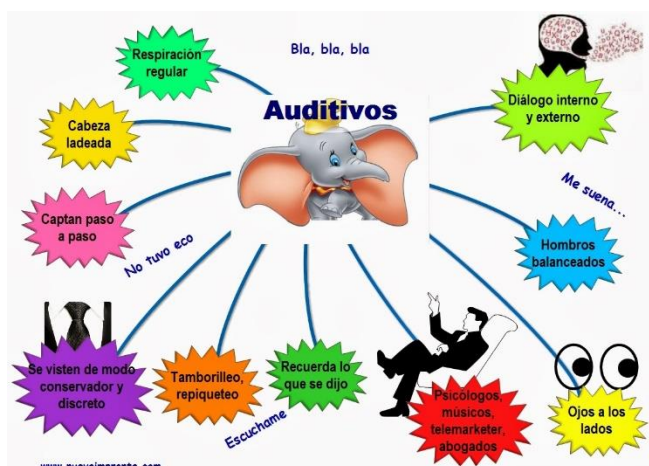 Bla, bla, bla
Auditivos
Respiración
regular
Cabeza
ladeada
Captan paso
a paso
No tuvo eco
Se visten de modo
conservador y
discreto
Tamborilleo,
repiqueteo
Escuchame
Recuerda lo
que se dijo
Psicólogos,
músicos,
telemarketer,
abogados
Ojos a los
lados
Hombros
balanceados
Me suena...
Diálogo interno
y externo